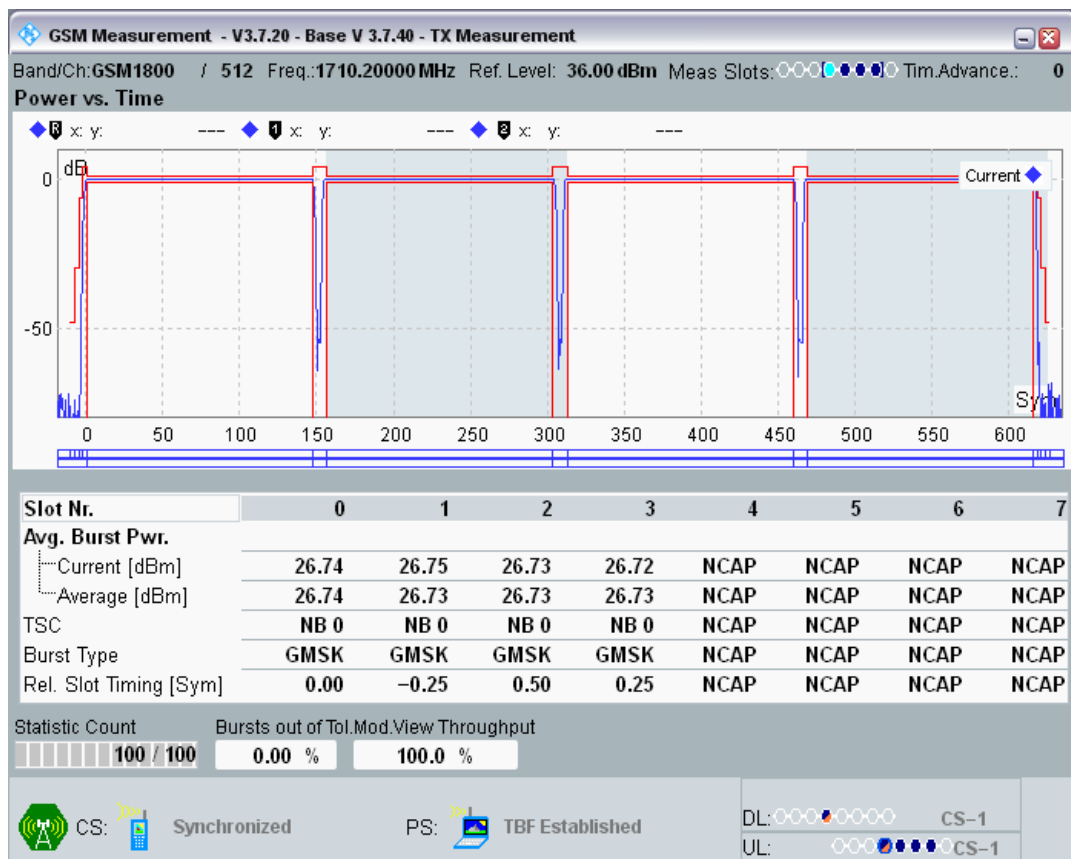 GSM Measurement - V3.7.20 - Base V 3.7.40 - TX Measurement
Band/Ch:GSM1800 / 512 Freq.:1710.20000 MHz Ref. Level: 36.00 dBm Meas Slots: Tim.Advance.: 0
Power vs. Time
R x: y: --- 1 x: y: --- 2 x: y: ---
dB
Current
0
-50
Sym
0 50 100 150 200 250 300 350 400 450 500 550 600
Slot Nr. 0 1 2 3 4 5 6 7
Avg. Burst Pwr.
Current [dBm] 26.74 26.75 26.73 26.72 NCAP NCAP NCAP NCAP
Average [dBm] 26.74 26.73 26.73 26.73 NCAP NCAP NCAP NCAP
TSC NB 0 NB 0 NB 0 NB 0 NCAP NCAP NCAP NCAP
Burst Type GMSK GMSK GMSK GMSK NCAP NCAP NCAP NCAP
Rel. Slot Timing [Sym] 0.00 −0.25 0.50 0.25 NCAP NCAP NCAP NCAP
Statistic Count Bursts out of Tol.Mod.View Throughput
100 / 100 0.00 % 100.0 %
CS: Synchronized PS: TBF Established
DL: CS−1
UL: CS−1